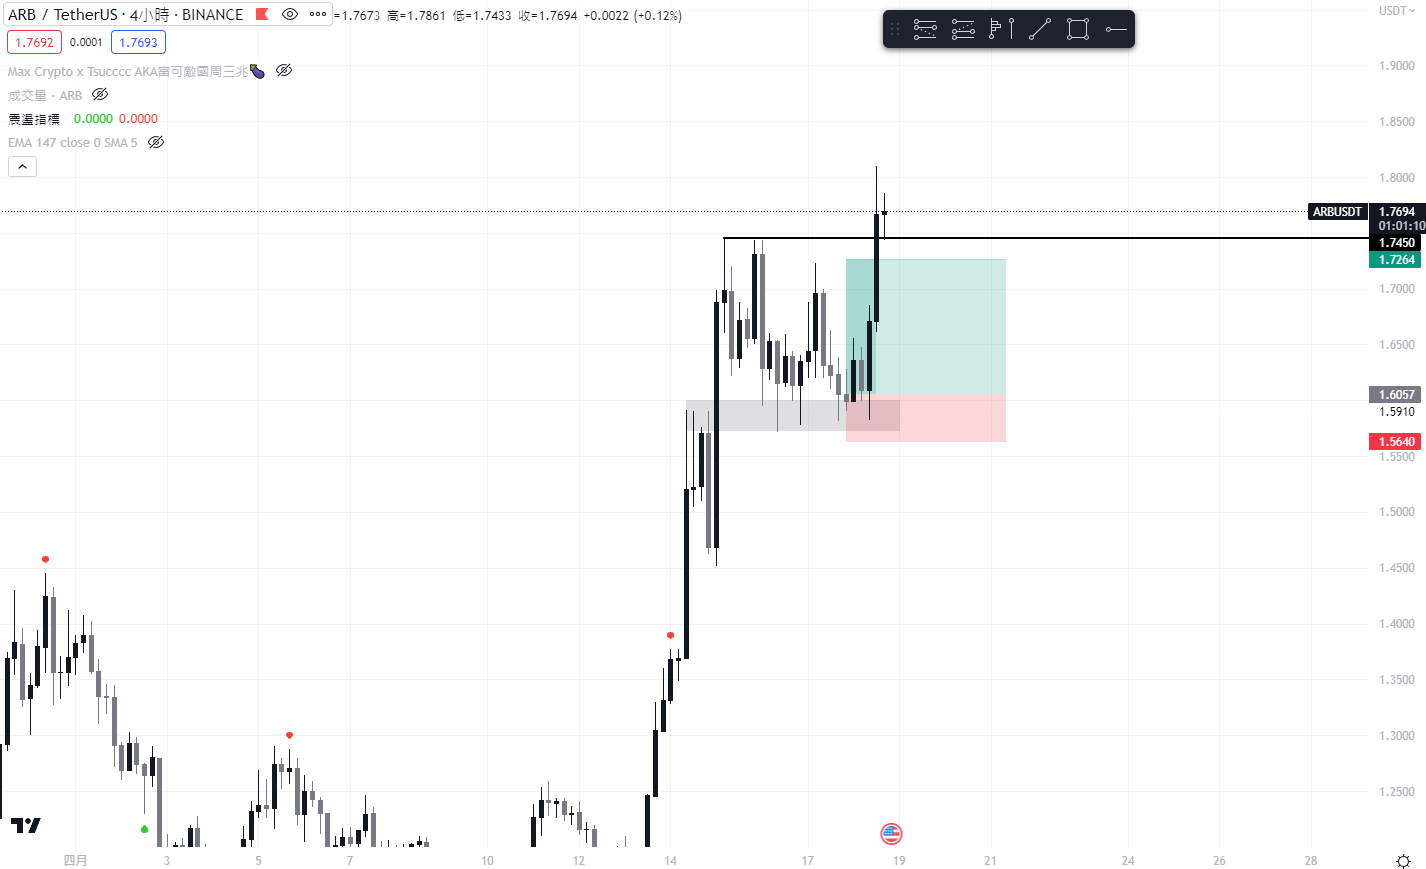 ARB / TetherUS · 4小時 · BINANCE =1.7673 高=1.7861 低=1.7433 收=1.7694 +0.0022 (+0.12%)
USDT
1.7692 0.0001 1.7693
Max Crypto x Tsucccc AKA富可敵國周三兆
成交量 · ARB
震盪指標 0.0000 0.0000
EMA 147 close 0 SMA 5
1.9000
1.8500
1.8000
ARBUSDT 1.7694
01:01:10
1.7450
1.7264
1.7000
1.6500
1.6057
1.5910
1.5640
1.5500
1.5000
1.4500
1.4000
1.3500
1.3000
1.2500
四月 3 5 7 10 12 14 17 19 21 24 26 28